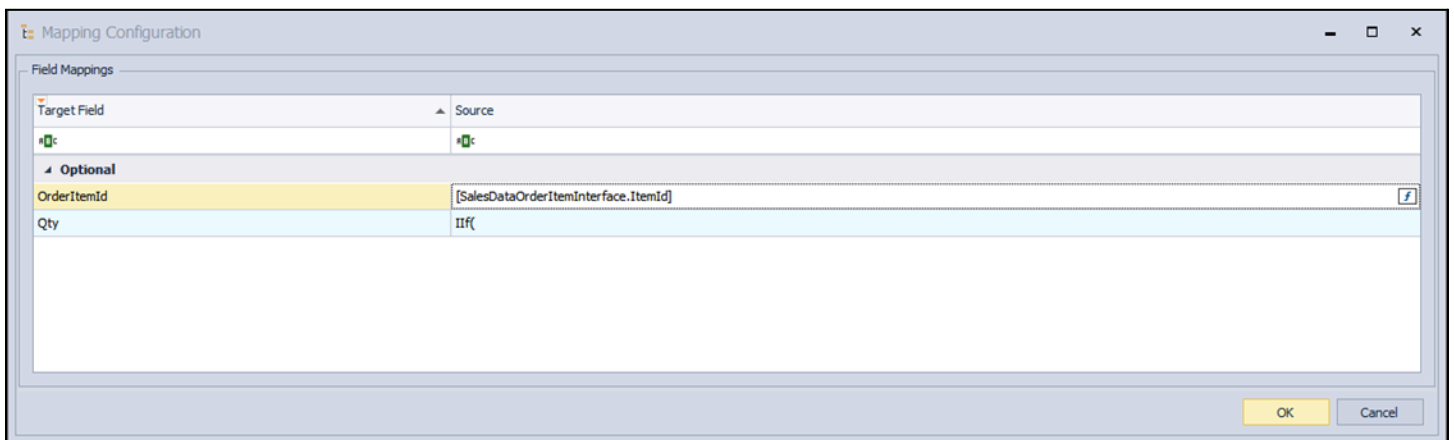 Mapping Configuration
Field Mappings
Target Field Source
Optional
OrderItemId [SalesDataOrderItemInterface.ItemId]
Qty IIf(
OK Cancel